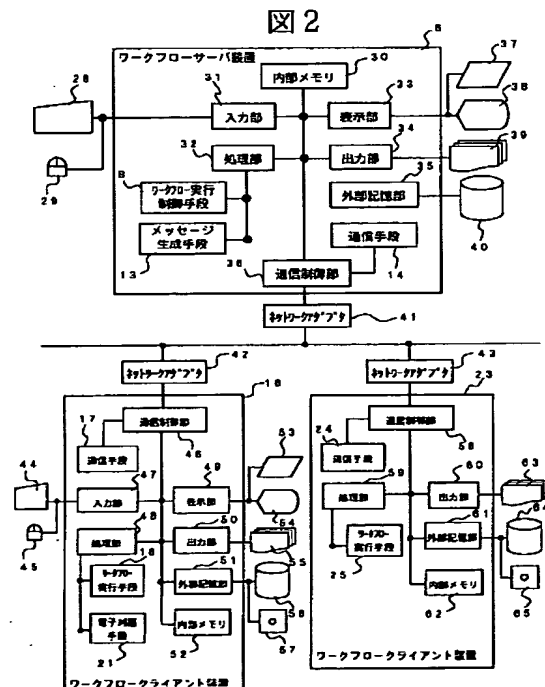 図2
6
ワークフローサーバ装置
37
28
31
内部メモリ
30
33
38
入力部
表示部
34
39
32
処理部
出力部
35
29
8
ワークフロー実行
制御手段
外部記憶部
40
メッセージ
生成手段
通信手段
13
36
14
通信制御部
ネットワークアダプタ
41
42
43
ネットワークアダプタ
ネットワークアダプタ
16
23
通信制御部
17
通信手段
46
53
通信制御部
24
通信手段
58
44
47
49
59
60
63
入力部
表示部
54
処理部
出力部
64
48
50
61
45
処理部
出力部
55
ワークフロー
実行手段
外部記憶部
51
ワークフロー
実行手段
外部記憶部
56
25
内部メモリ
65
電子
手段
内部メモリ
62
21
52
57
ワークフロークライアント装置
ワークフロークライアント装置